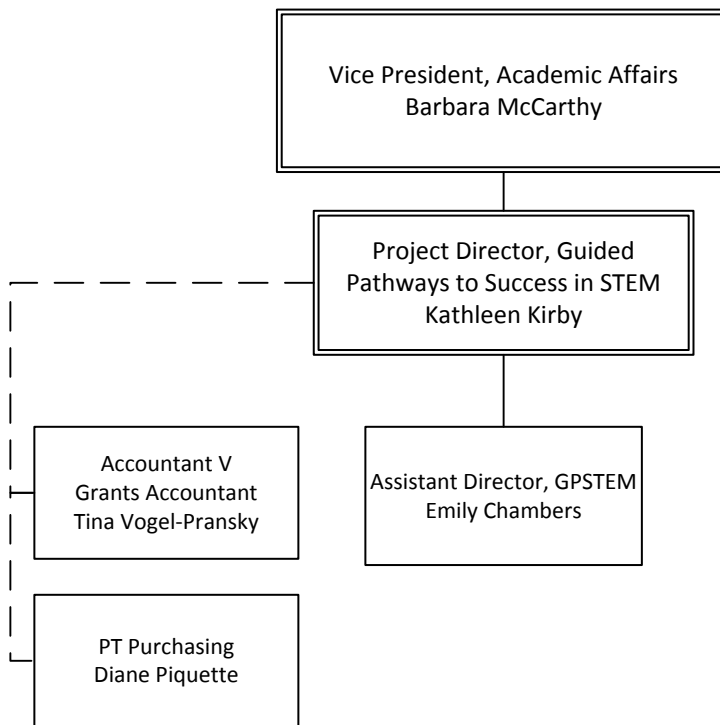 Vice President, Academic Affairs
Barbara McCarthy
Project Director, Guided
Pathways to Success in STEM
Kathleen Kirby
Accountant V
Grants Accountant
Tina Vogel-Pransky
Assistant Director, GPSTEM
Emily Chambers
PT Purchasing
Diane Piquette